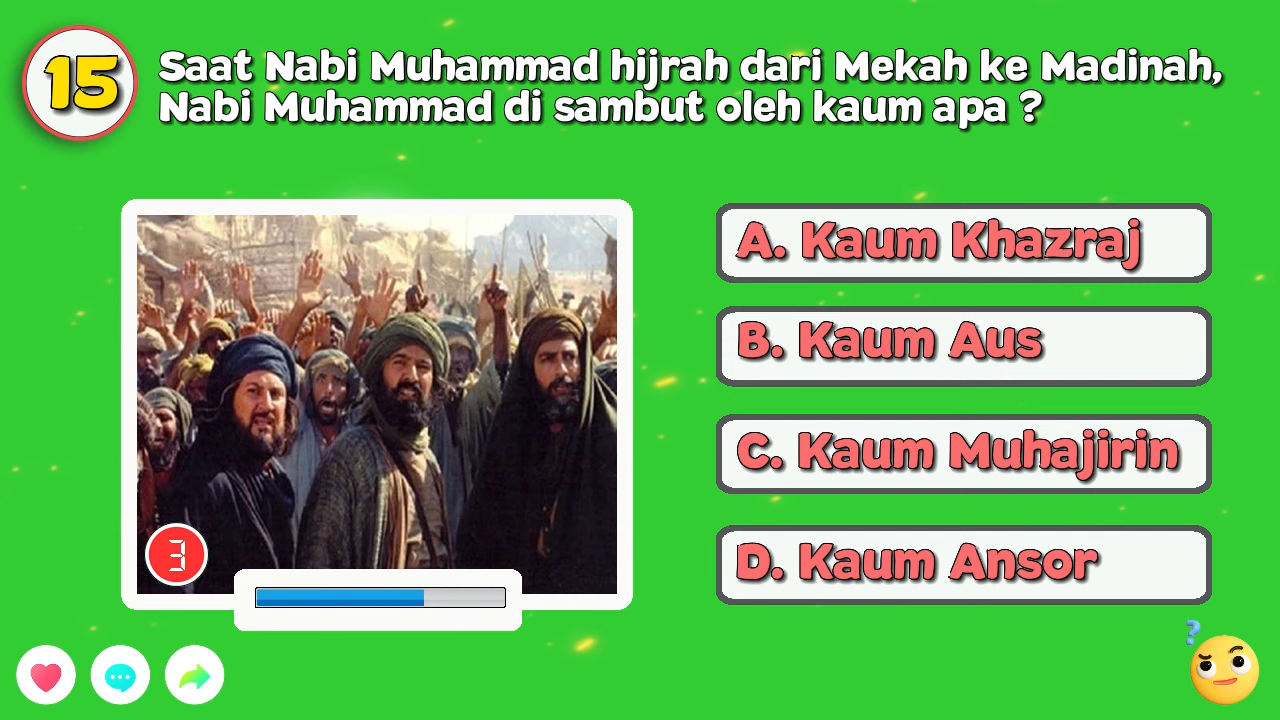 15
Saat Nabi Muhammad hijrah dari Mekah ke Madinah,
Nabi Muhammad di sambut oleh kaum apa ?
A. Kaum Khazraj
B. Kaum Aus
C. Kaum Muhajirin
D. Kaum Ansor
3
?